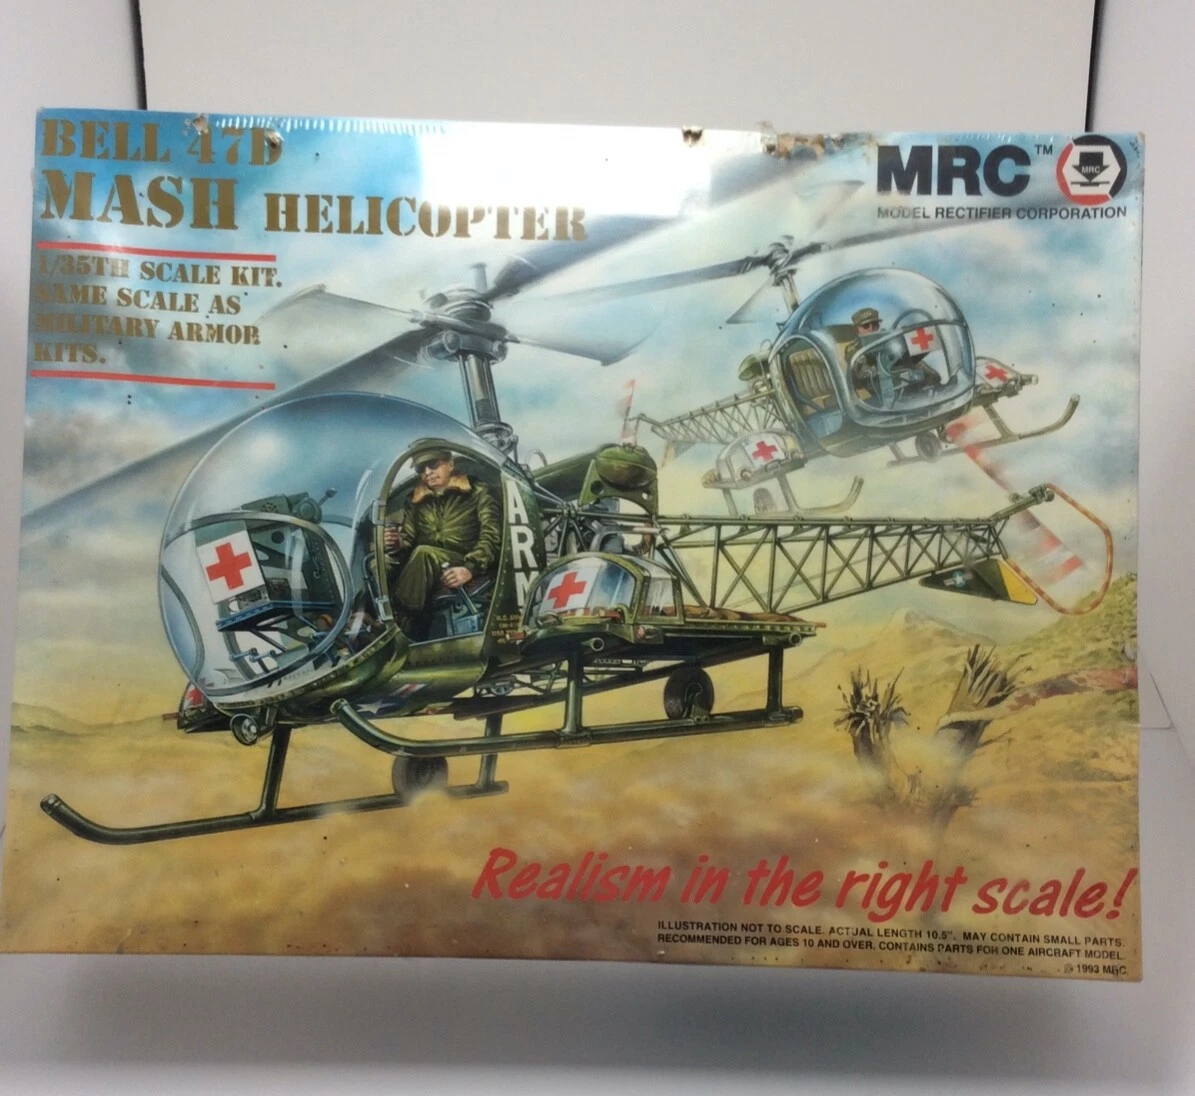 BELL 47D
MASH HELICOPTER
1/35TH SCALE KIT.
SAME SCALE AS
MILITARY ARMOR
KITS.
MRC™
MRC
MODEL RECTIFIER CORPORATION
ARM
Realism in the right scale!
ILLUSTRATION NOT TO SCALE. ACTUAL LENGTH 10.5". MAY CONTAIN SMALL PARTS.
RECOMMENDED FOR AGES 10 AND OVER. CONTAINS PARTS FOR ONE AIRCRAFT MODEL.
© 1993 MRC